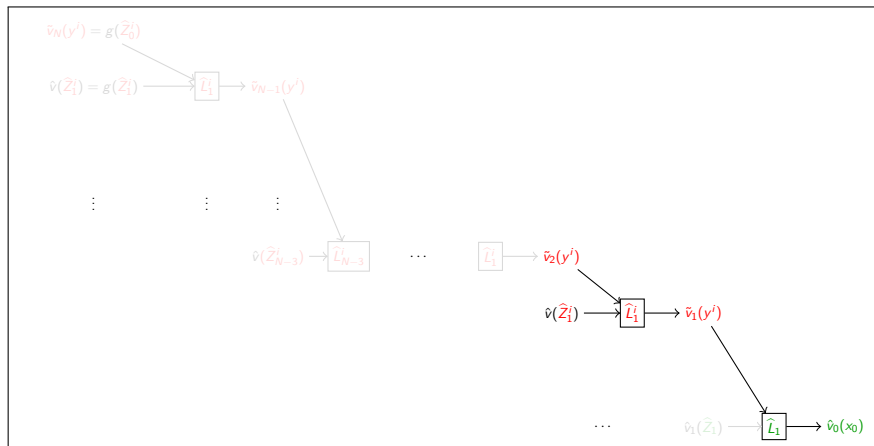 ṽ_N(y^i) = g(Ẑ_0^i)
v̂(Ẑ_1^i) = g(Ẑ_1^i) L̂_1^i ṽ_{N−1}(y^i)
⋮ ⋮ ⋮
v̂(Ẑ_{N−3}^i) L̂_{N−3}^i ⋯ L̂_1^i ṽ_2(y^i)
v̂(Ẑ_1^i) L̂_1^i ṽ_1(y^i)
⋯ v̂_1(Ẑ_1) L̂_1 v̂_0(x_0)